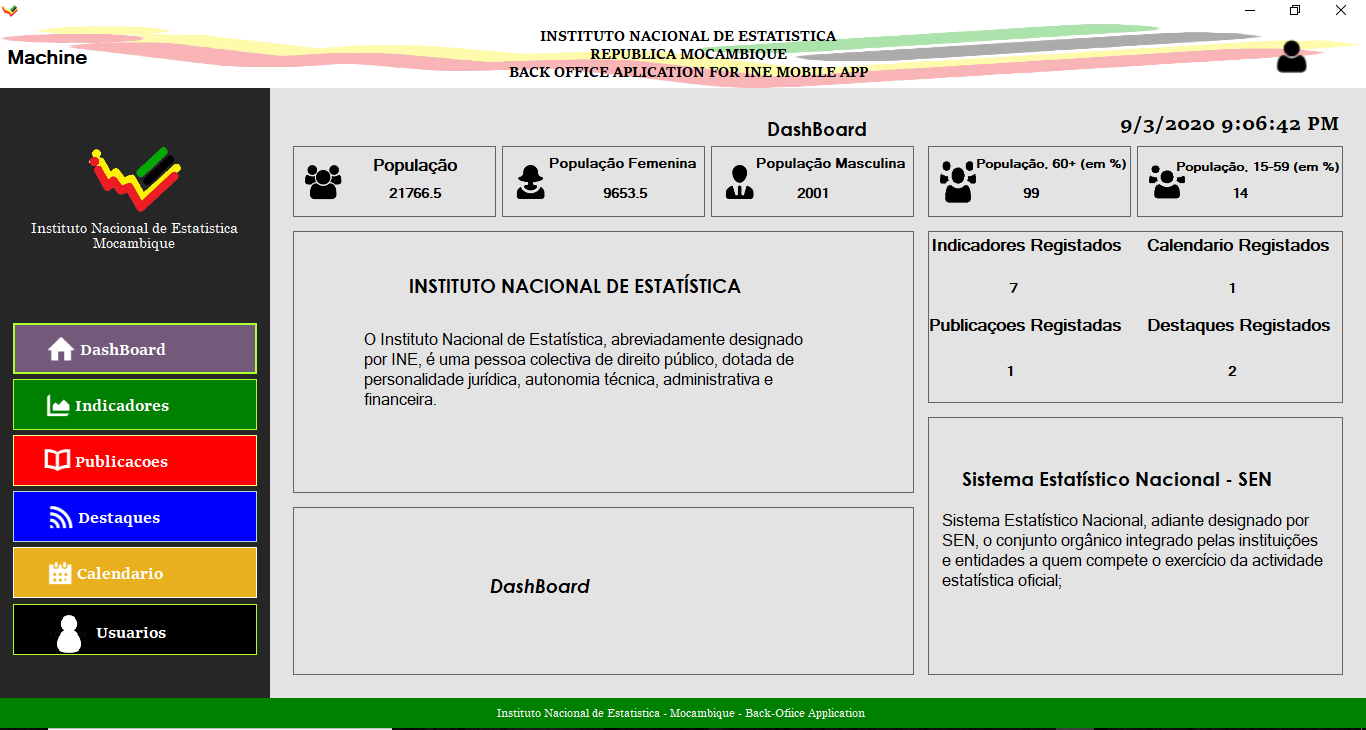 INSTITUTO NACIONAL DE ESTATISTICA
REPUBLICA MOCAMBIQUE
BACK OFFICE APLICATION FOR INE MOBILE APP
Machine
Instituto Nacional de Estatistica
Mocambique
DashBoard
Indicadores
Publicacoes
Destaques
Calendario
Usuarios
DashBoard
9/3/2020 9:06:42 PM
População
21766.5
População Femenina
9653.5
População Masculina
2001
População, 60+ (em %)
99
População, 15-59 (em %)
14
INSTITUTO NACIONAL DE ESTATÍSTICA
O Instituto Nacional de Estatística, abreviadamente designado
por INE, é uma pessoa colectiva de direito público, dotada de
personalidade jurídica, autonomia técnica, administrativa e
financeira.
DashBoard
Indicadores Registados
7
Calendario Registados
1
Publicaçoes Registadas
1
Destaques Registados
2
Sistema Estatístico Nacional - SEN
Sistema Estatístico Nacional, adiante designado por
SEN, o conjunto orgânico integrado pelas instituições
e entidades a quem compete o exercício da actividade
estatística oficial;
Instituto Nacional de Estatistica - Mocambique - Back-Ofiice Application